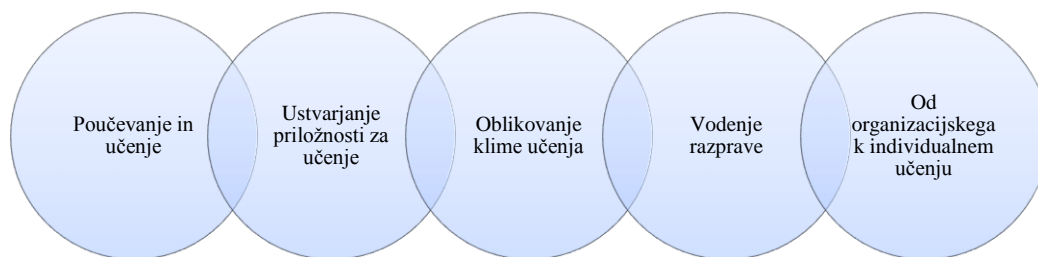 Poučevanje in
učenje
Ustvarjanje
priložnosti za
učenje
Oblikovanje
klime učenja
Vodenje
razprave
Od
organizacijskega
k individualnem
učenju